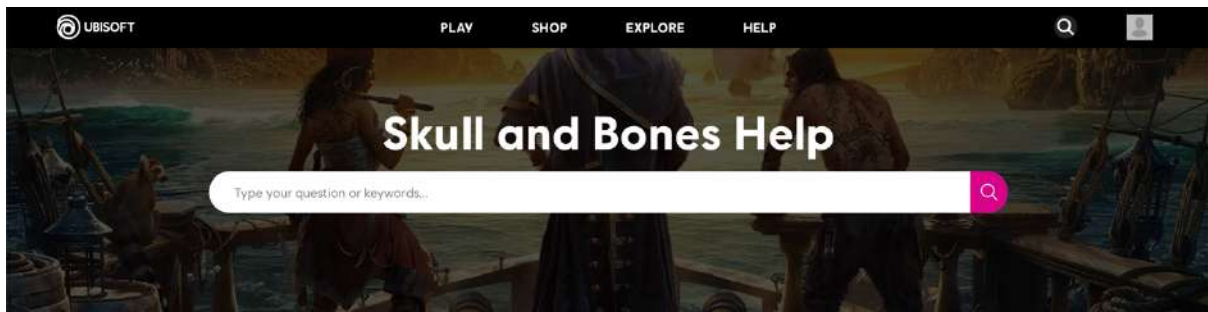 UBISOFT PLAY SHOP EXPLORE HELP
Skull and Bones Help
Type your question or keywords...